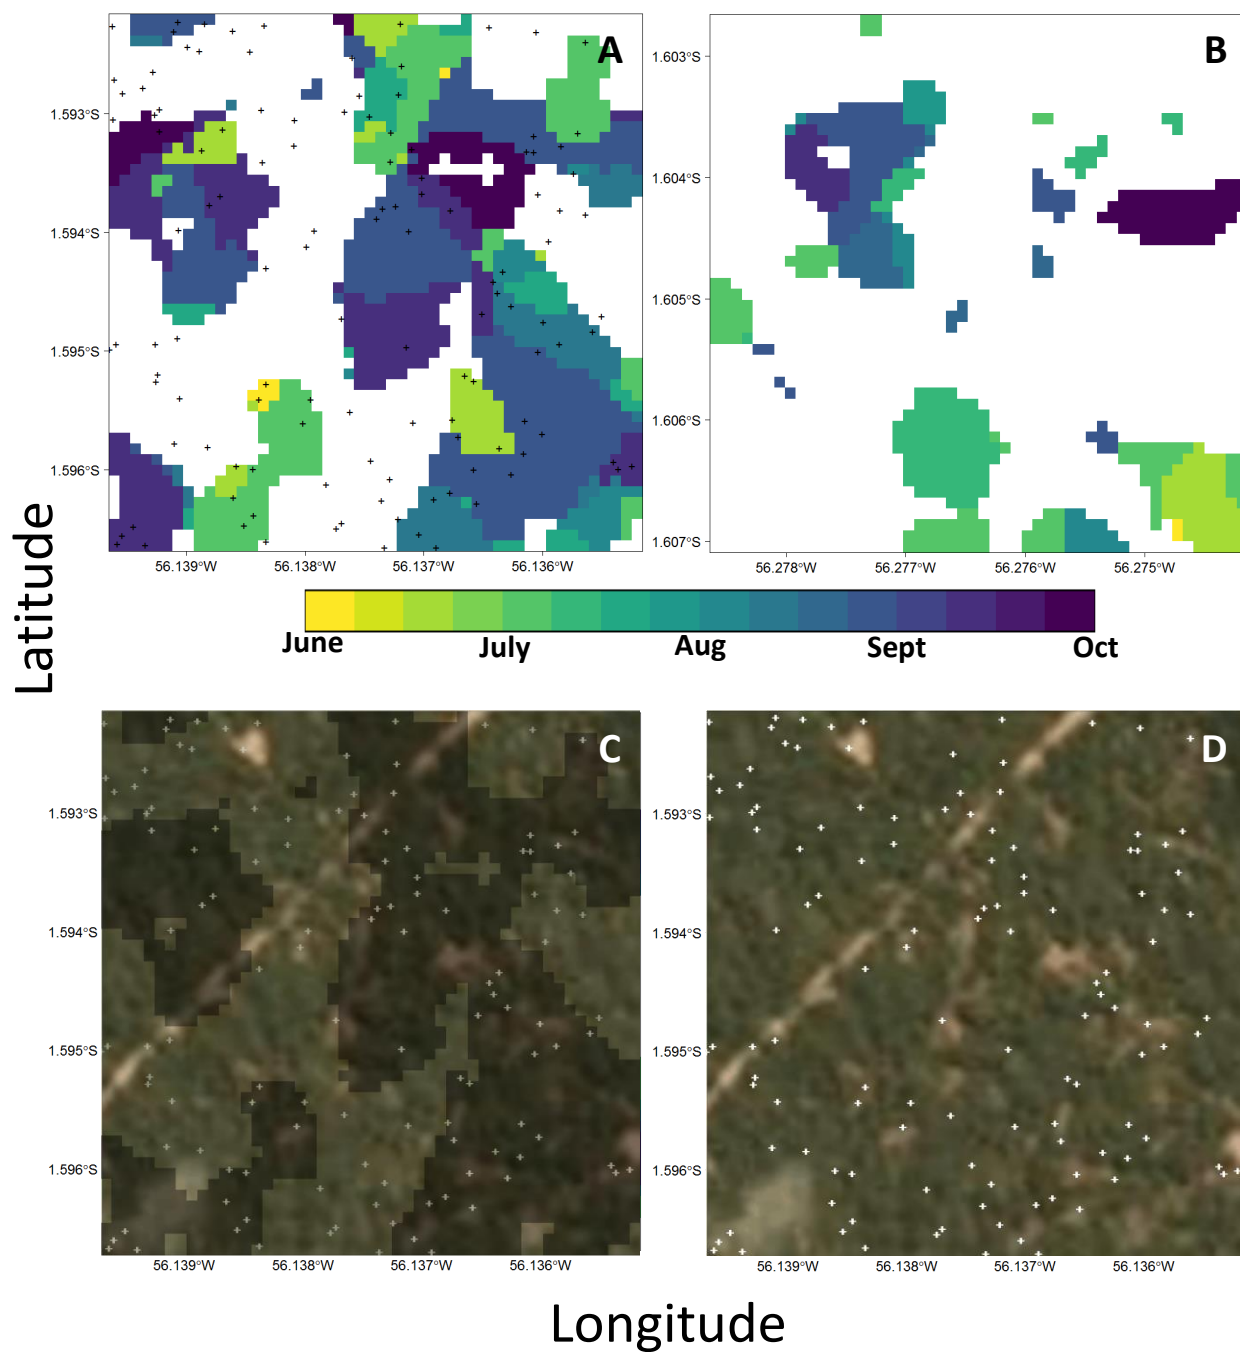 A
B
1.593°S
1.594°S
1.595°S
1.596°S
1.603°S
1.604°S
1.605°S
1.606°S
1.607°S
56.139°W 56.138°W 56.137°W 56.136°W
56.278°W 56.277°W 56.276°W 56.275°W
June July Aug Sept Oct
Latitude
C
D
1.593°S
1.594°S
1.595°S
1.596°S
1.593°S
1.594°S
1.595°S
1.596°S
56.139°W 56.138°W 56.137°W 56.136°W
56.139°W 56.138°W 56.137°W 56.136°W
Longitude